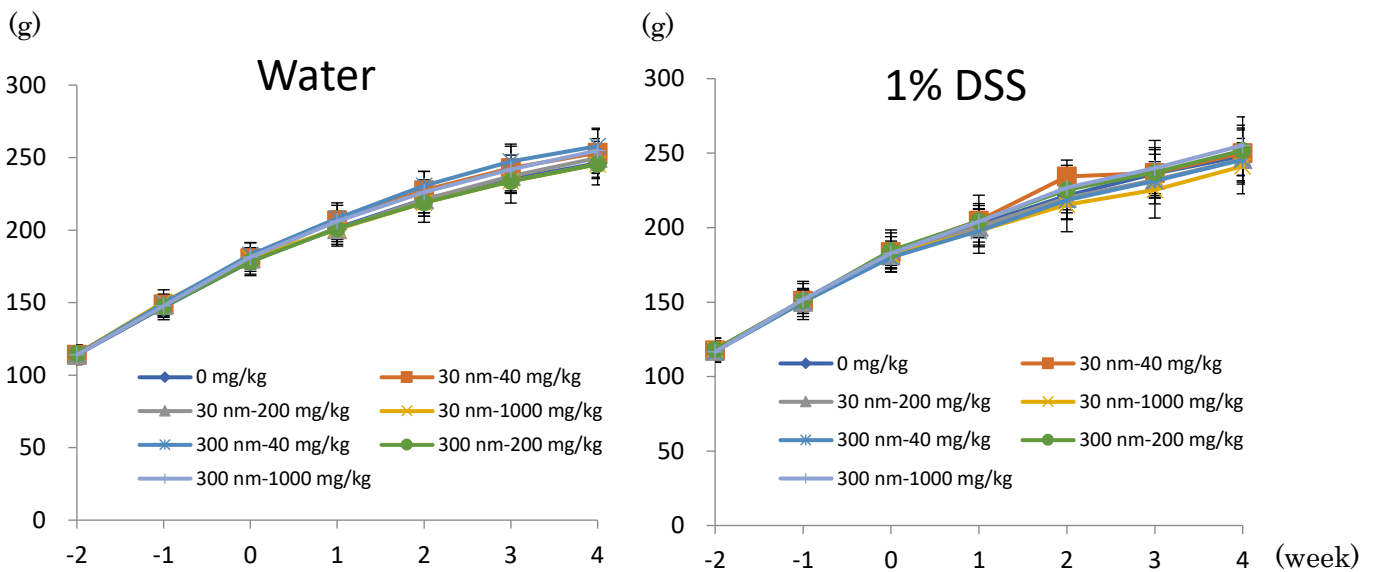 (g)
Water
300
250
200
150
100
50
0
-2 -1 0 1 2 3 4
0 mg/kg 30 nm-40 mg/kg
30 nm-200 mg/kg 30 nm-1000 mg/kg
300 nm-40 mg/kg 300 nm-200 mg/kg
300 nm-1000 mg/kg
(g)
1% DSS
300
250
200
150
100
50
0
-2 -1 0 1 2 3 4 (week)
0 mg/kg 30 nm-40 mg/kg
30 nm-200 mg/kg 30 nm-1000 mg/kg
300 nm-40 mg/kg 300 nm-200 mg/kg
300 nm-1000 mg/kg